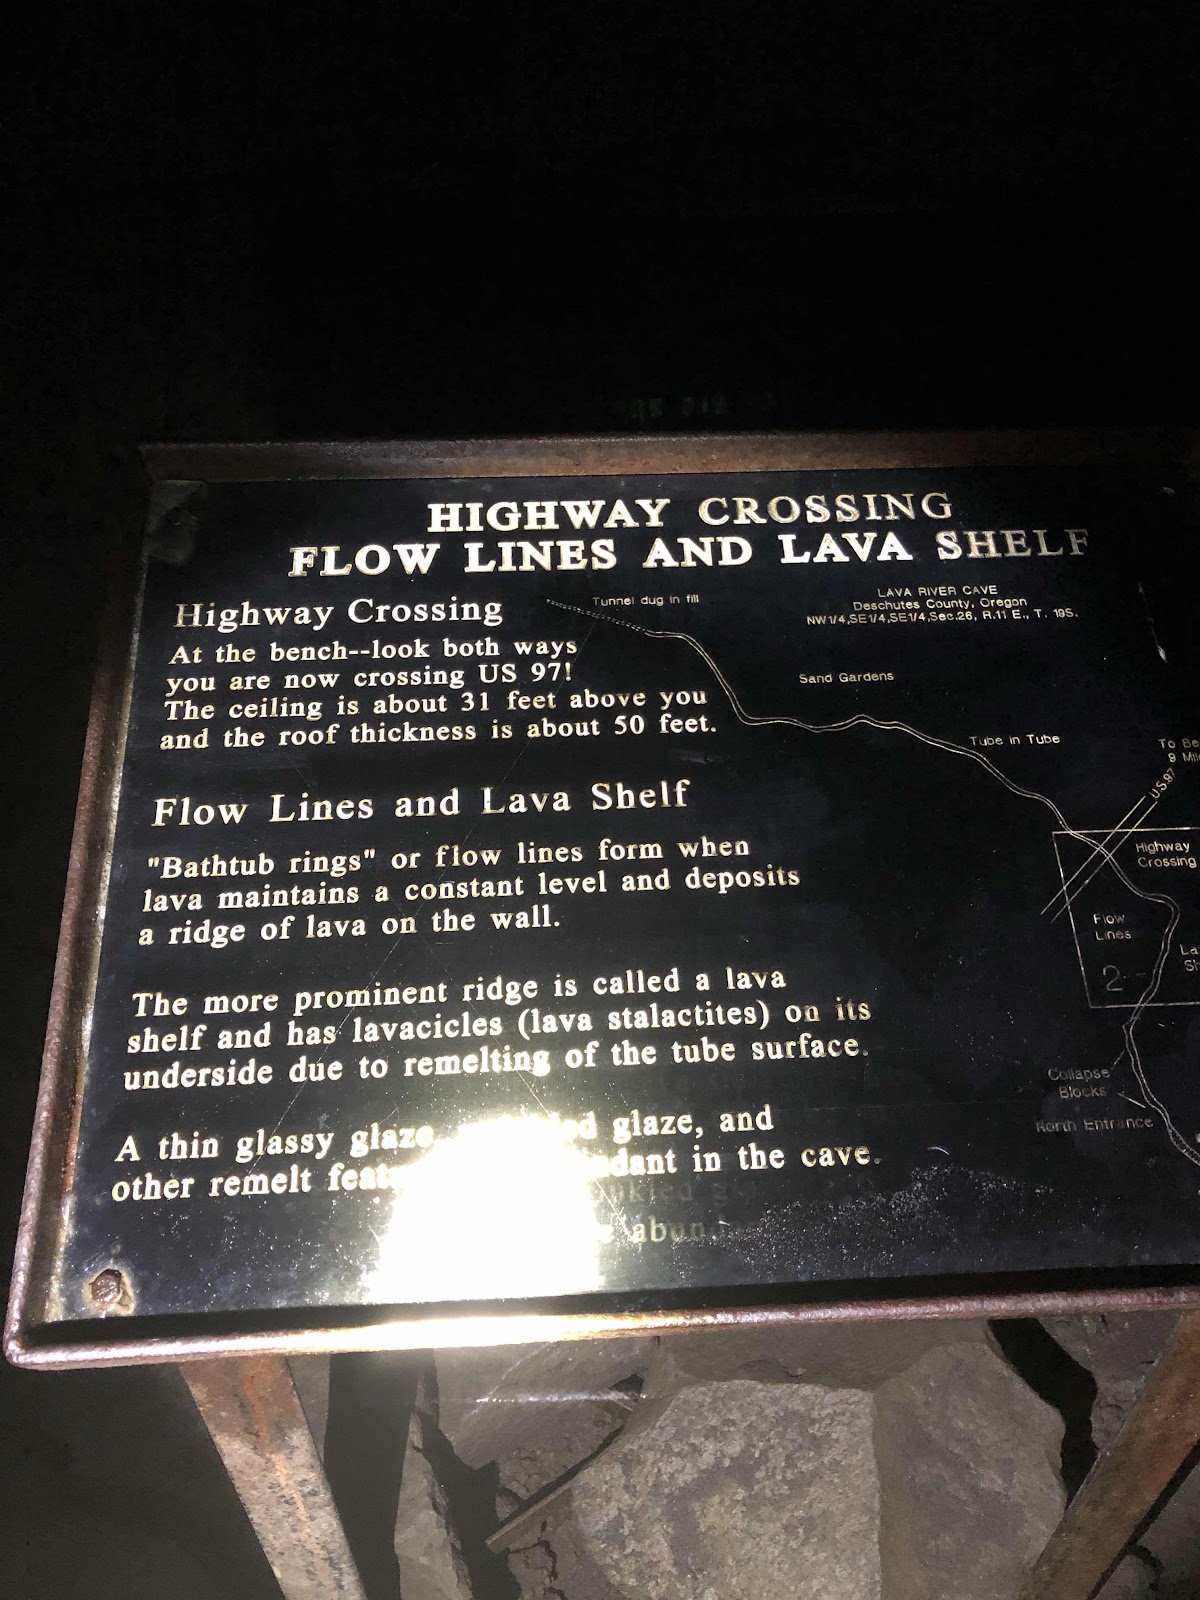 HIGHWAY CROSSING
FLOW LINES AND LAVA SHELF
Highway Crossing
At the bench--look both ways
you are now crossing US 97!
The ceiling is about 31 feet above you
and the roof thickness is about 50 feet.
Flow Lines and Lava Shelf
"Bathtub rings" or flow lines form when
lava maintains a constant level and deposits
a ridge of lava on the wall.
The more prominent ridge is called a lava
shelf and has lavacicles (lava stalactites) on its
underside due to remelting of the tube surface.
A thin glassy glaze, glaze, and
other remelt in the cave.
LAVA RIVER CAVE
Deschutes County, Oregon
NW1/4,SE1/4,SE1/4,Sec.26, R.11 E., T. 19S.
Tunnel dug in fill
Sand Gardens
Tube in Tube
To
9
U.S.97
Highway
Crossing
Flow
Lines
2
Collapse
Blocks
North Entrance